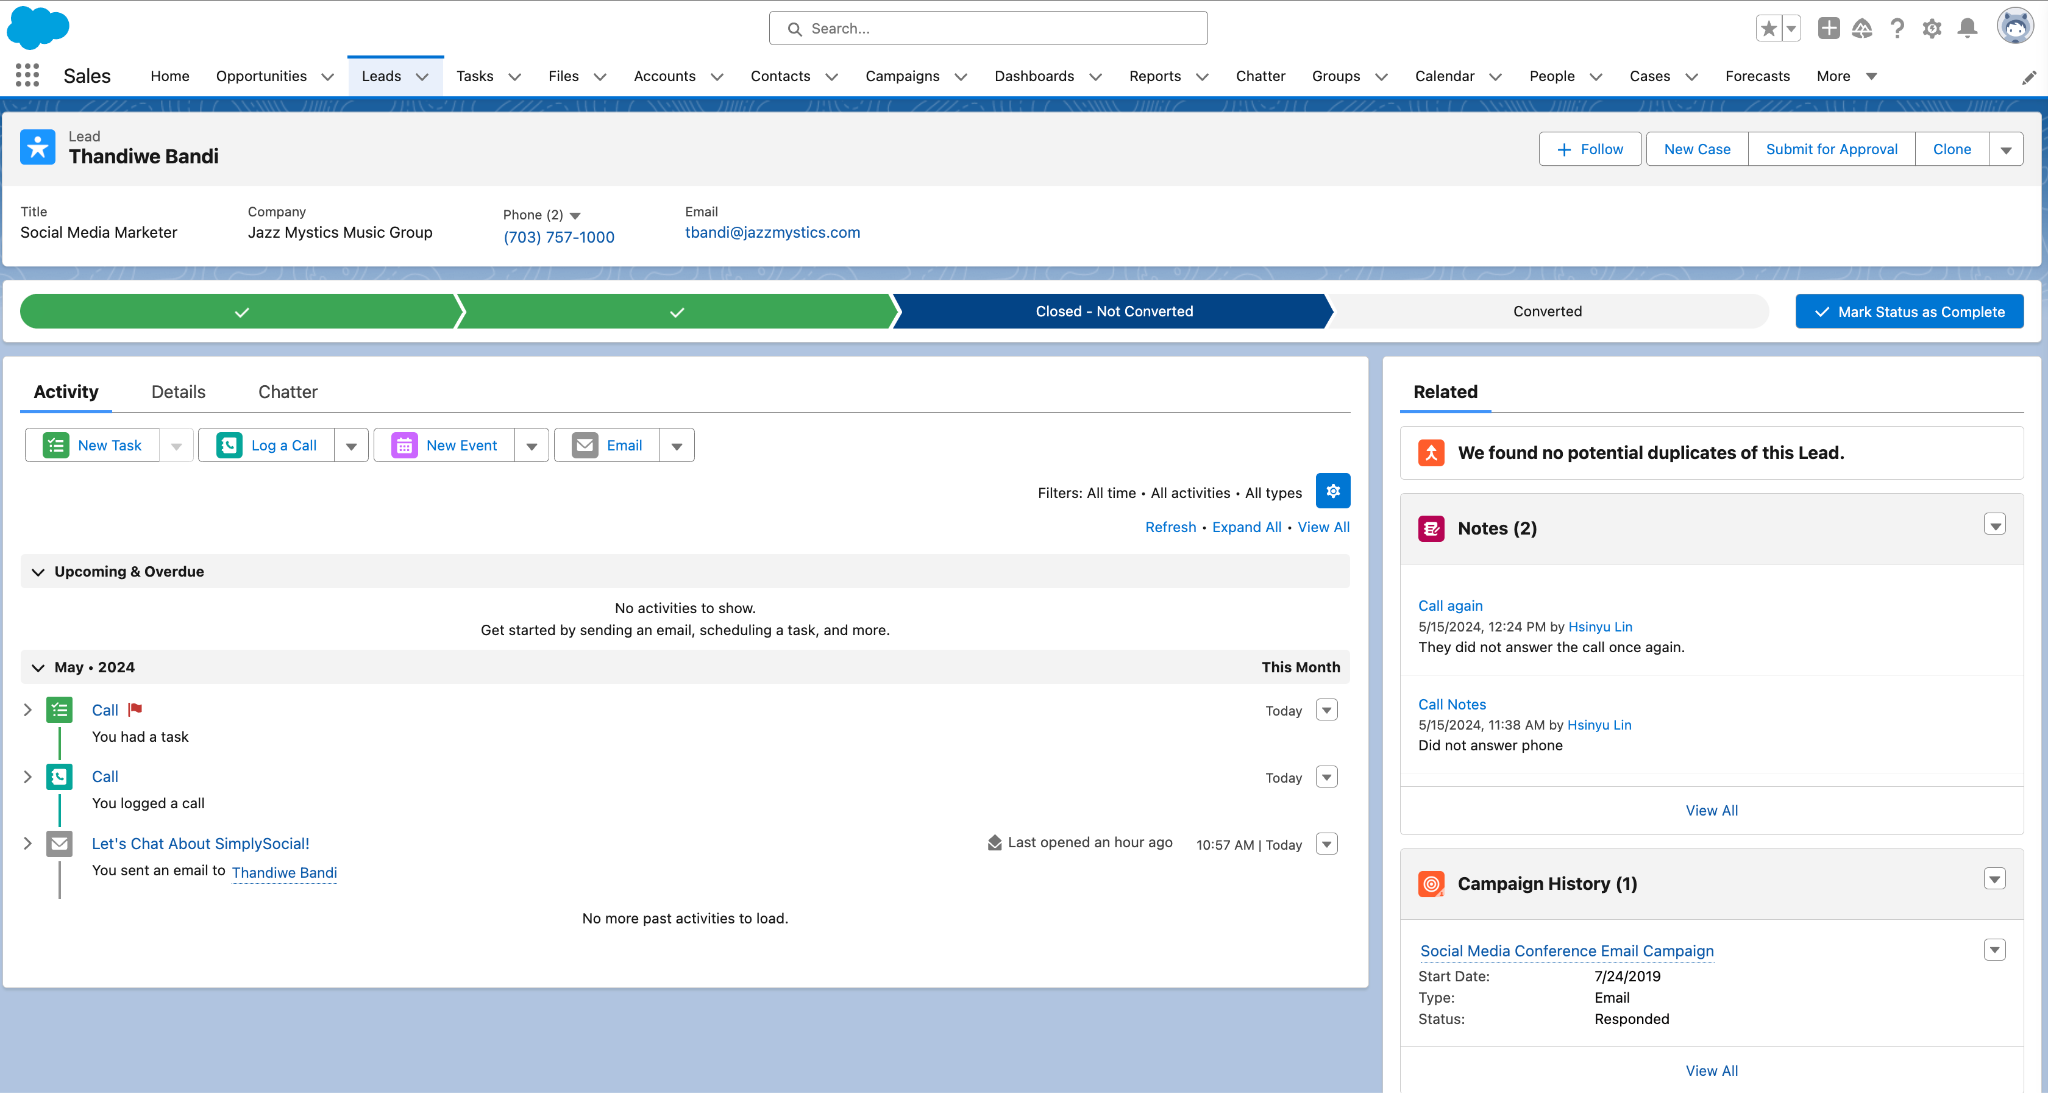 Search...
Sales
Home
Opportunities
Leads
Tasks
Files
Accounts
Contacts
Campaigns
Dashboards
Reports
Chatter
Groups
Calendar
People
Cases
Forecasts
More
Lead
Thandiwe Bandi
Follow
New Case
Submit for Approval
Clone
Title
Social Media Marketer
Company
Jazz Mystics Music Group
Phone (2)
(703) 757-1000
Email
tbandi@jazzmystics.com
Closed - Not Converted
Converted
Mark Status as Complete
Activity
Details
Chatter
New Task
Log a Call
New Event
Email
Filters: All time • All activities • All types
Refresh • Expand All • View All
Upcoming & Overdue
No activities to show.
Get started by sending an email, scheduling a task, and more.
May • 2024
This Month
Call
Today
You had a task
Call
Today
You logged a call
Let's Chat About SimplySocial!
Last opened an hour ago
10:57 AM | Today
You sent an email to Thandiwe Bandi
No more past activities to load.
Related
We found no potential duplicates of this Lead.
Notes (2)
Call again
5/15/2024, 12:24 PM by Hsinyu Lin
They did not answer the call once again.
Call Notes
5/15/2024, 11:38 AM by Hsinyu Lin
Did not answer phone
View All
Campaign History (1)
Social Media Conference Email Campaign
Start Date: 7/24/2019
Type: Email
Status: Responded
View All